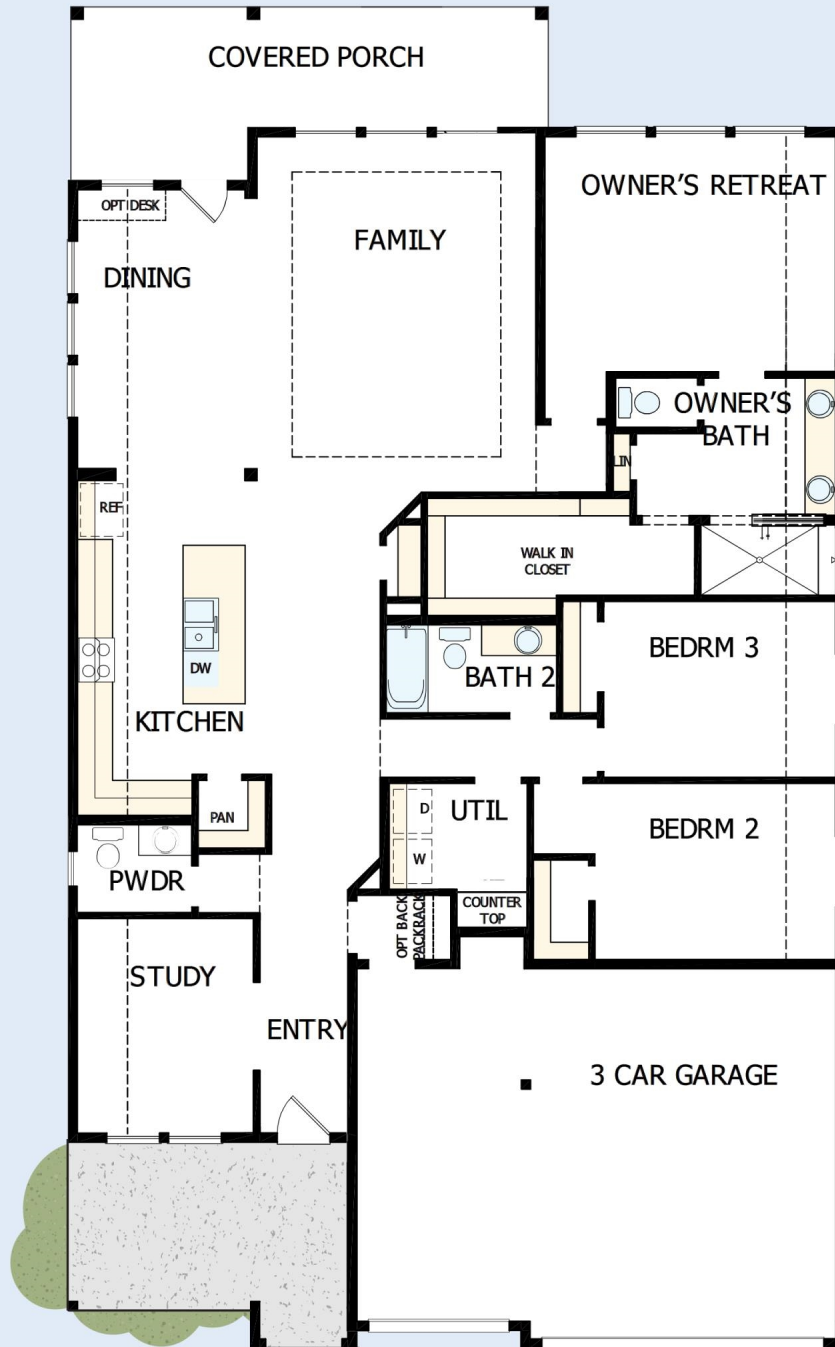 COVERED PORCH
OWNER'S RETREAT
OPT DESK
FAMILY
DINING
OWNER'S
BATH
LIN
REF
WALK IN
CLOSET
BEDRM 3
DW
BATH 2
KITCHEN
PAN
D
UTIL
W
BEDRM 2
PWDR
COUNTER
TOP
OPT BACK
PACKRACK
STUDY
ENTRY
3 CAR GARAGE